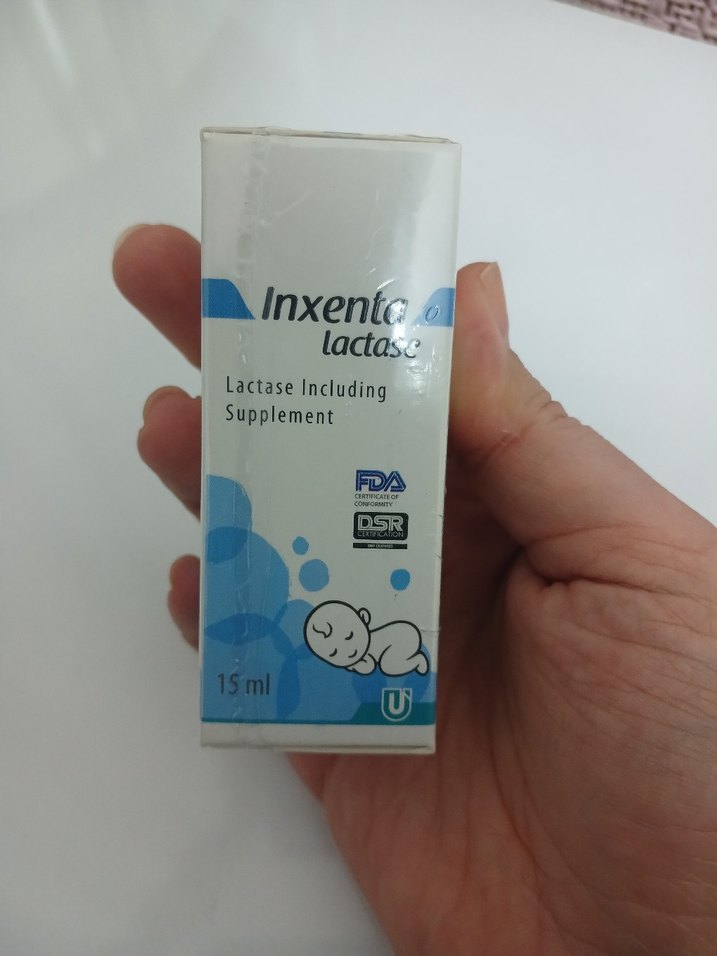 Inxenta
lactase
Lactase Including
Supplement
FDA
CERTIFICATE OF
CONFORMITY
DSR
CERTIFICATION
15 ml
U